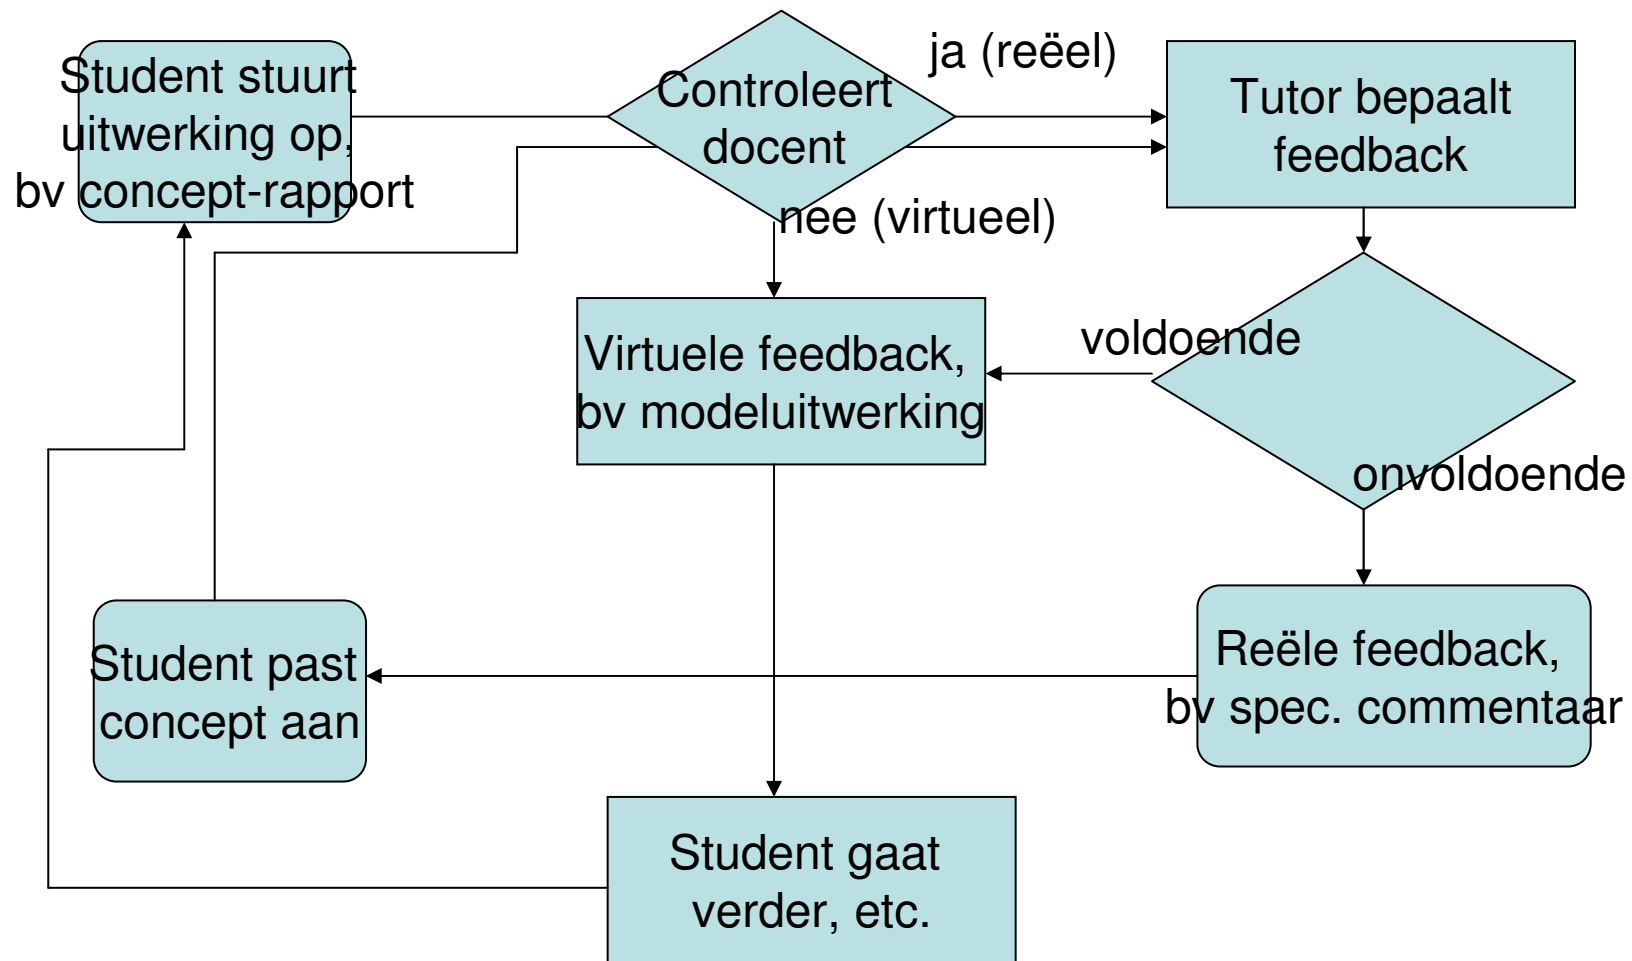 Student stuurt
uitwerking op,
bv concept-rapport
Controleert
docent
ja (reëel)
Tutor bepaalt
feedback
nee (virtueel)
Virtuele feedback,
bv modeluitwerking
voldoende
onvoldoende
Student past
concept aan
Reële feedback,
bv spec. commentaar
Student gaat
verder, etc.